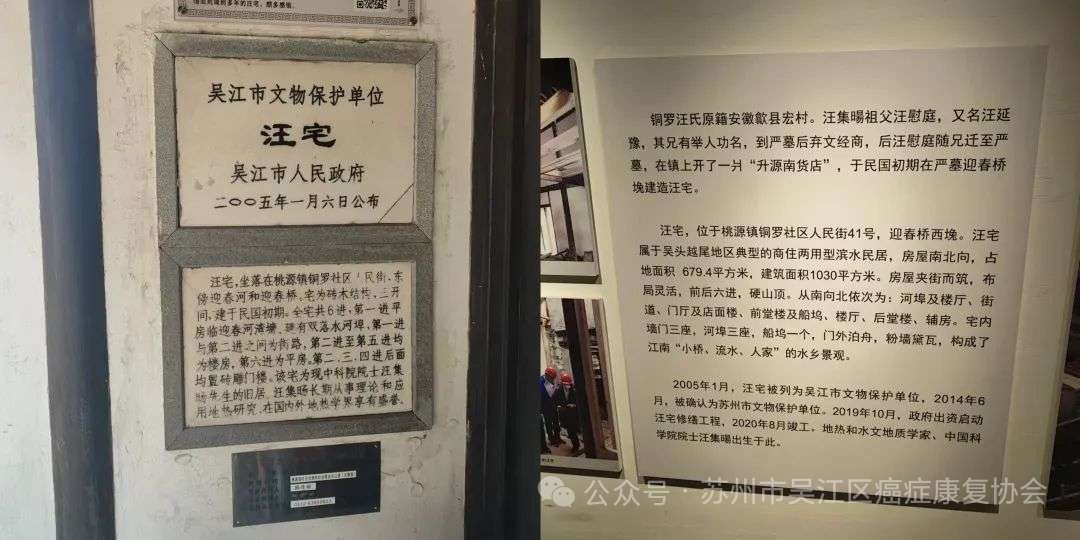 吴江市文物保护单位
汪宅
吴江市人民政府
二〇〇五年一月六日公布
汪宅,坐落在桃源镇铜罗社区 民街、东
傍迎春河和迎春桥。宅为砖木结构,三开
间,建于民国初期。全宅共6进,第一进平
房临迎春河渣塘,建有双落水河埠,第一进
与第二进之间为街路,第二进至第五进均
为楼房,第六进为平房。第二、三、四进后面
均置砖雕门楼。该宅为现中科院院士汪集
旸先生的旧居。汪集旸长期从事理论和应
用地热研究,在国内外地热学界享有盛誉。
铜罗汪氏原籍安徽歙县宏村。汪集暘祖父汪慰庭,又名汪延
豫,其兄有举人功名,到严墓后弃文经商,后汪慰庭随兄迁至严
墓,在镇上开了一爿“升源南货店”,于民国初期在严墓迎春桥
堍建造汪宅。
汪宅,位于桃源镇铜罗社区人民街41号,迎春桥西堍。汪宅
属于吴头越尾地区典型的商住两用型滨水民居,房屋南北向,占
地面积 679.4平方米,建筑面积1030平方米。房屋夹街而筑,布
局灵活,前后六进,硬山顶。从南向北依次为:河埠及楼厅、街
道、门厅及店面楼、前堂楼及船坞、楼厅、后堂楼、辅房。宅内
墙门三座,河埠三座,船坞一个,门外泊舟,粉墙黛瓦,构成了
江南“小桥、流水、人家”的水乡景观。
2005年1月,汪宅被列为吴江市文物保护单位,2014年6
月,被确认为苏州市文物保护单位。2019年10月,政府出资启动
汪宅修缮工程,2020年8月竣工。地热和水文地质学家、中国科
学院院士汪集暘出生于此。
公众号 · 苏州市吴江区癌症康复协会